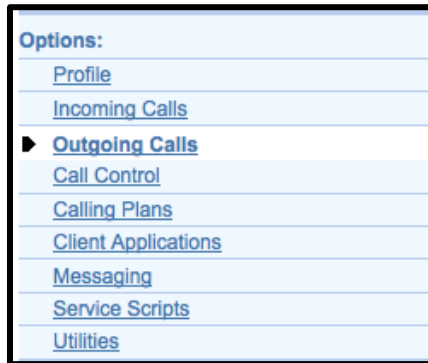 Options:
Profile
Incoming Calls
Outgoing Calls
Call Control
Calling Plans
Client Applications
Messaging
Service Scripts
Utilities